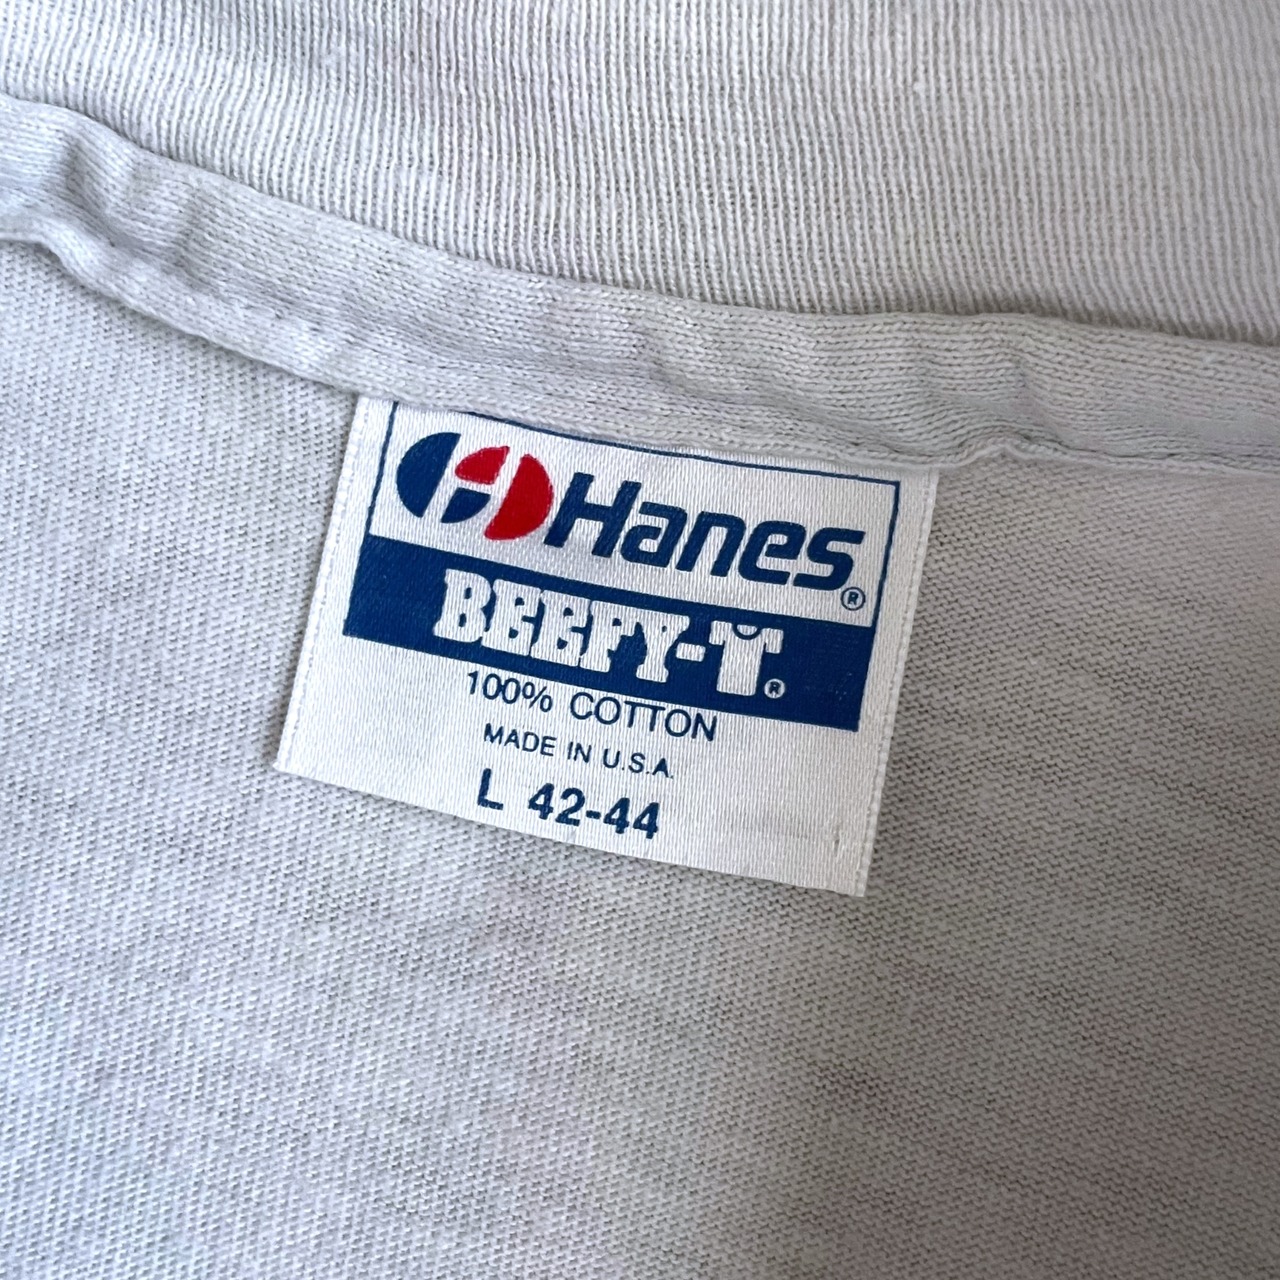 Hanes®
BEEFY-T®
100% COTTON
MADE IN U.S.A.
L 42-44